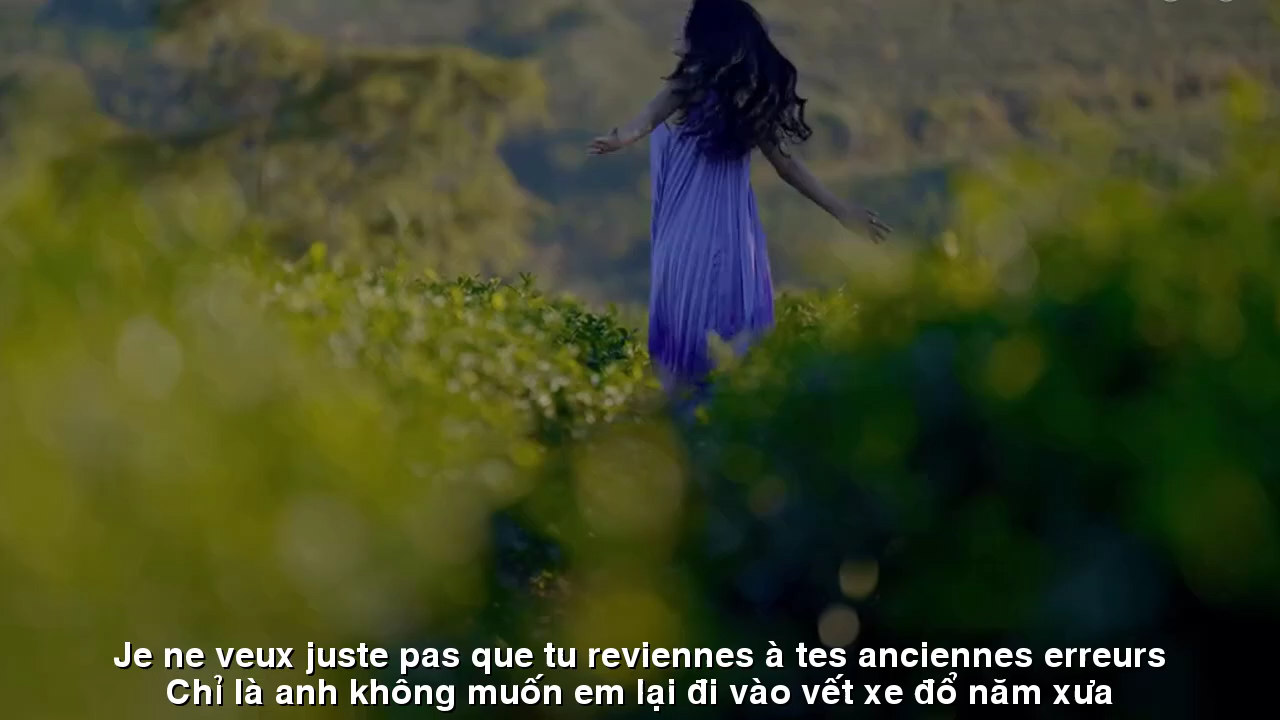 Je ne veux juste pas que tu reviennes à tes anciennes erreurs
Chỉ là anh không muốn em lại đi vào vết xe đổ năm xưa